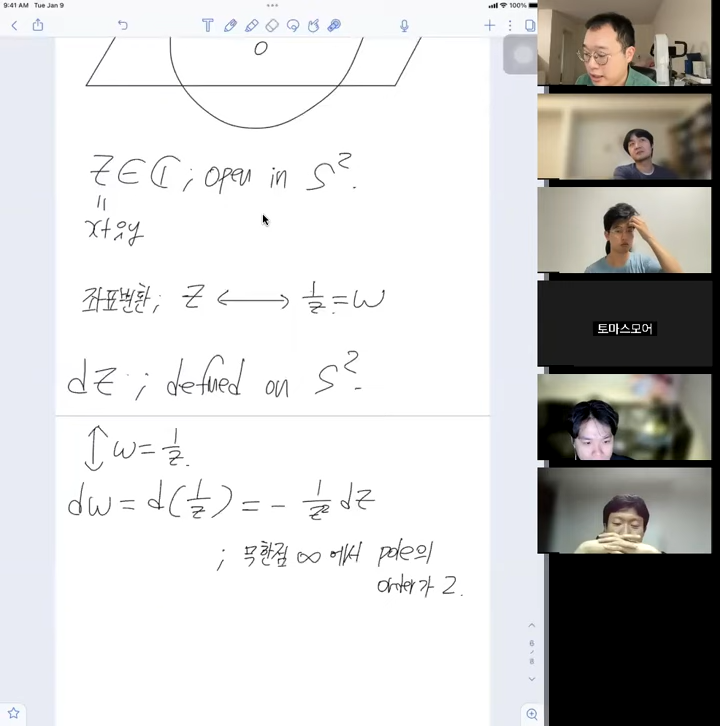 9:41 AM Tue Jan 9
100%
O
z ∈ ℂ ; open in S².
=
x+iy
좌표변환; z ⟷ 1/z = w
dz ; defined on S².
↕ w = 1/z.
dw = d(1/z) = - 1/z² dz
; 무한점 ∞ 에서 pole의
order가 2.
토마스모어
6
/
8